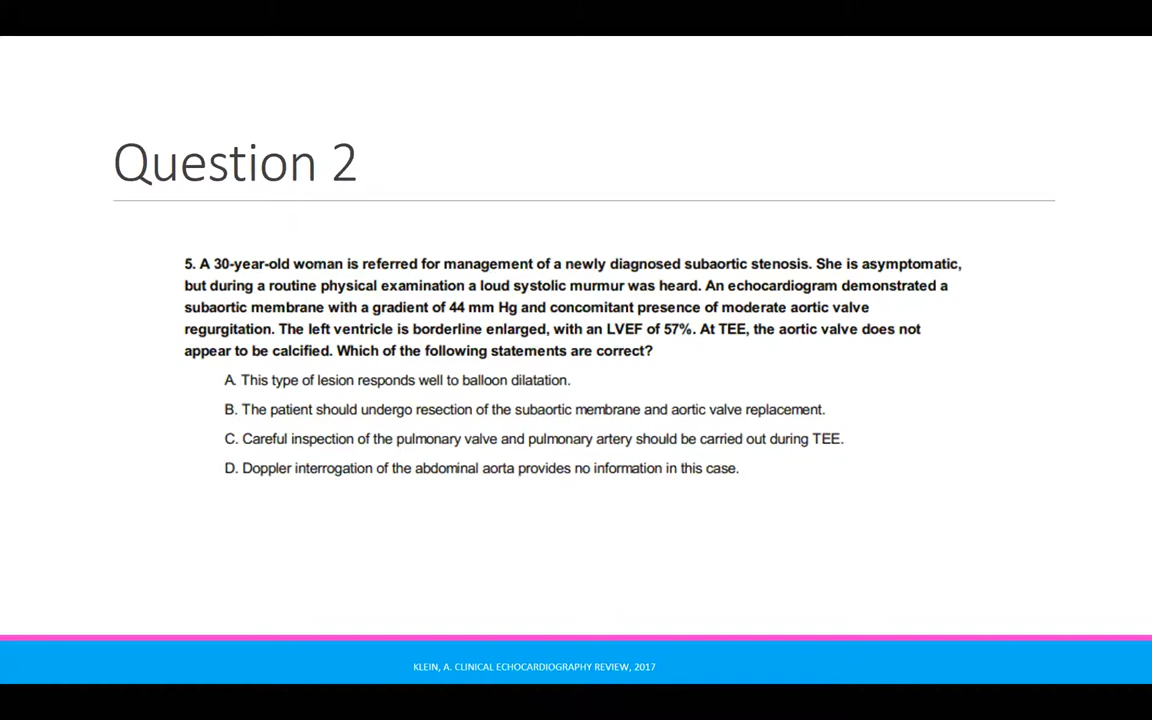 Question 2
5. A 30-year-old woman is referred for management of a newly diagnosed subaortic stenosis. She is asymptomatic,
but during a routine physical examination a loud systolic murmur was heard. An echocardiogram demonstrated a
subaortic membrane with a gradient of 44 mm Hg and concomitant presence of moderate aortic valve
regurgitation. The left ventricle is borderline enlarged, with an LVEF of 57%. At TEE, the aortic valve does not
appear to be calcified. Which of the following statements are correct?
A. This type of lesion responds well to balloon dilatation.
B. The patient should undergo resection of the subaortic membrane and aortic valve replacement.
C. Careful inspection of the pulmonary valve and pulmonary artery should be carried out during TEE.
D. Doppler interrogation of the abdominal aorta provides no information in this case.
KLEIN, A. CLINICAL ECHOCARDIOGRAPHY REVIEW, 2017